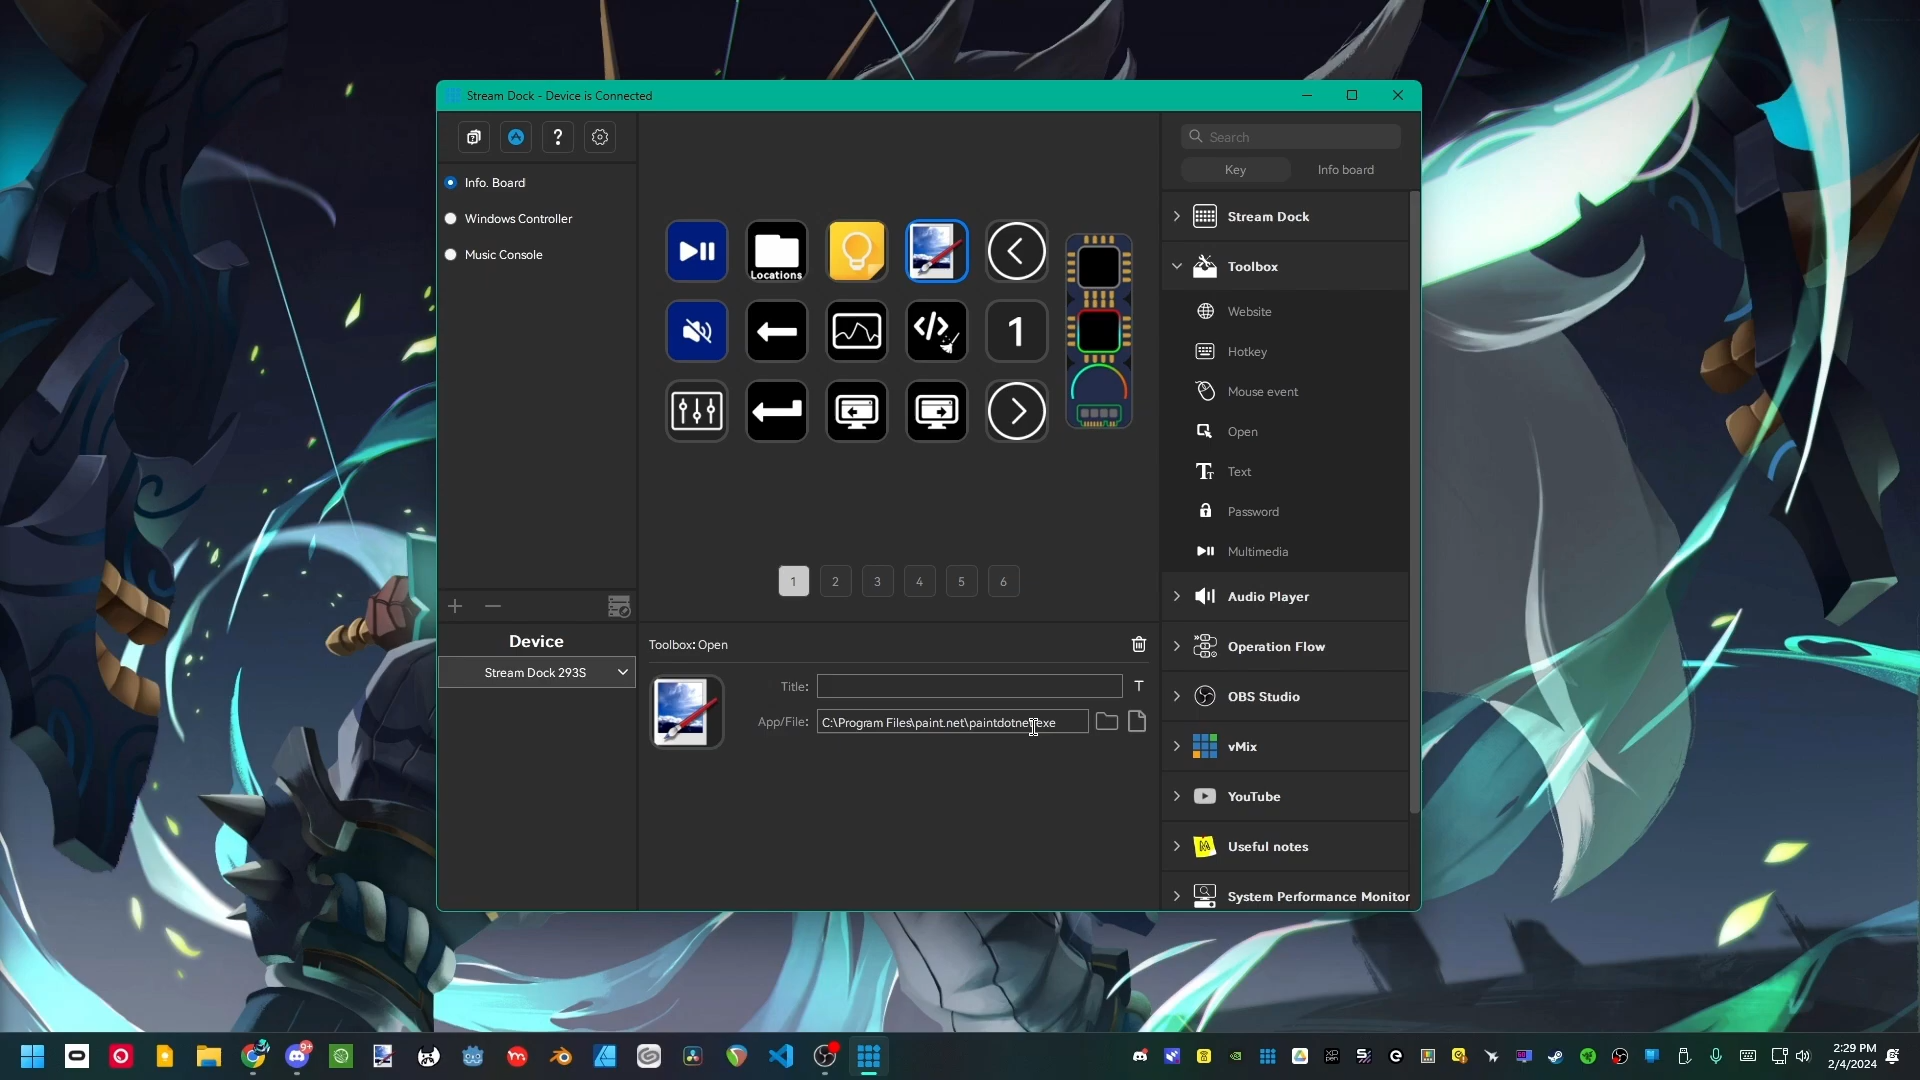 Stream Dock - Device is Connected
Info. Board
Windows Controller
Music Console
Device
Stream Dock 293S
Locations
1
1 2 3 4 5 6
Toolbox: Open
Title:
T
App/File: C:\Program Files\paint.net\paintdotnet.exe
Search
Key Info board
Stream Dock
Toolbox
Website
Hotkey
Mouse event
Open
Text
Password
Multimedia
Audio Player
Operation Flow
OBS Studio
vMix
YouTube
Useful notes
System Performance Monitor
9+
2:29 PM
2/4/2024